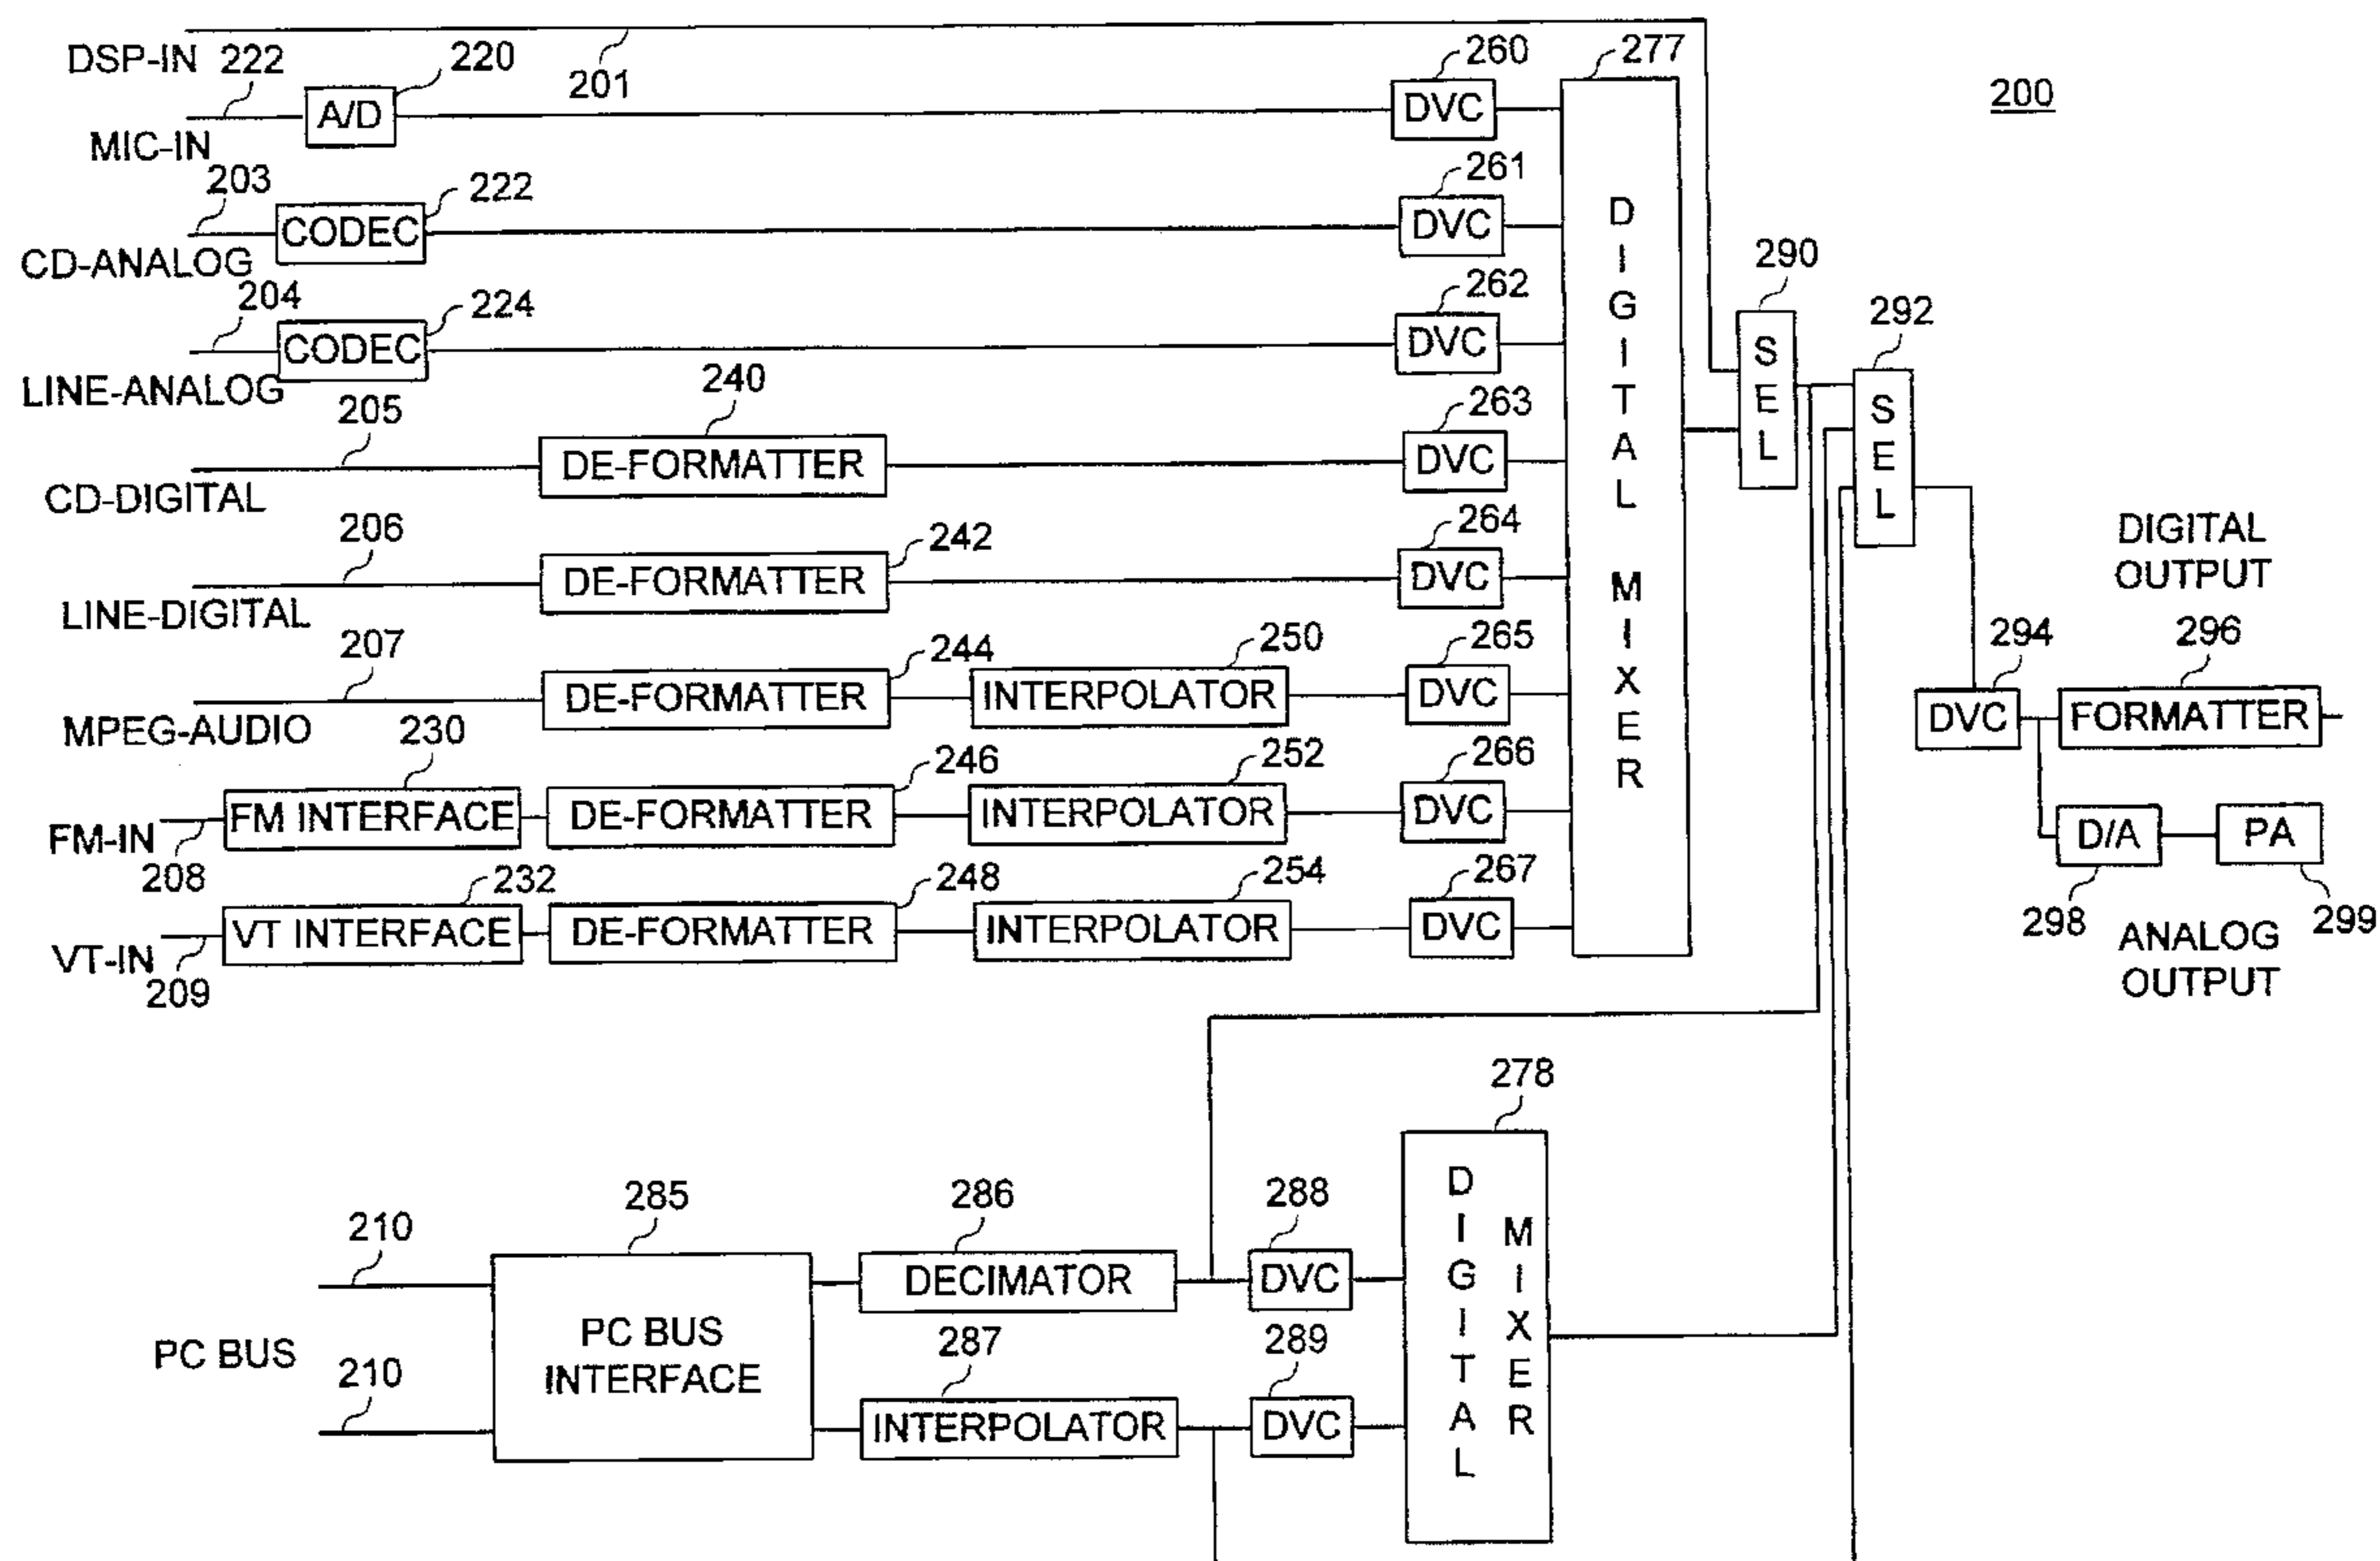 DSP-IN
201
200
222
220
MIC-IN
A/D
260
DVC
277
203
222
CD-ANALOG
CODEC
261
DVC
204
224
LINE-ANALOG
CODEC
262
DVC
205
240
CD-DIGITAL
DE-FORMATTER
263
DVC
206
242
LINE-DIGITAL
DE-FORMATTER
264
DVC
207
244
MPEG-AUDIO
DE-FORMATTER
250
INTERPOLATOR
265
DVC
230
FM-IN
208
FM INTERFACE
246
DE-FORMATTER
252
INTERPOLATOR
266
DVC
232
VT-IN
209
VT INTERFACE
248
DE-FORMATTER
254
INTERPOLATOR
267
DVC
DIGITAL MIXER
290
SEL
292
SEL
DIGITAL
OUTPUT
294
DVC
296
FORMATTER
D/A
298
PA
299
ANALOG
OUTPUT
278
210
PC BUS
210
285
PC BUS
INTERFACE
286
DECIMATOR
288
DVC
287
INTERPOLATOR
289
DVC
DIGITAL
MIXER